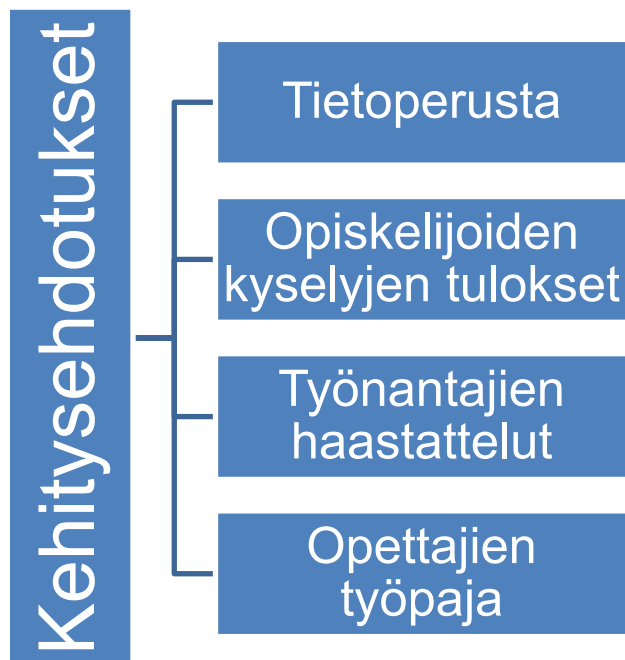 Kehitysehdotukset
Tietoperusta
Opiskelijoiden
kyselyjen tulokset
Työnantajien
haastattelut
Opettajien
työpaja